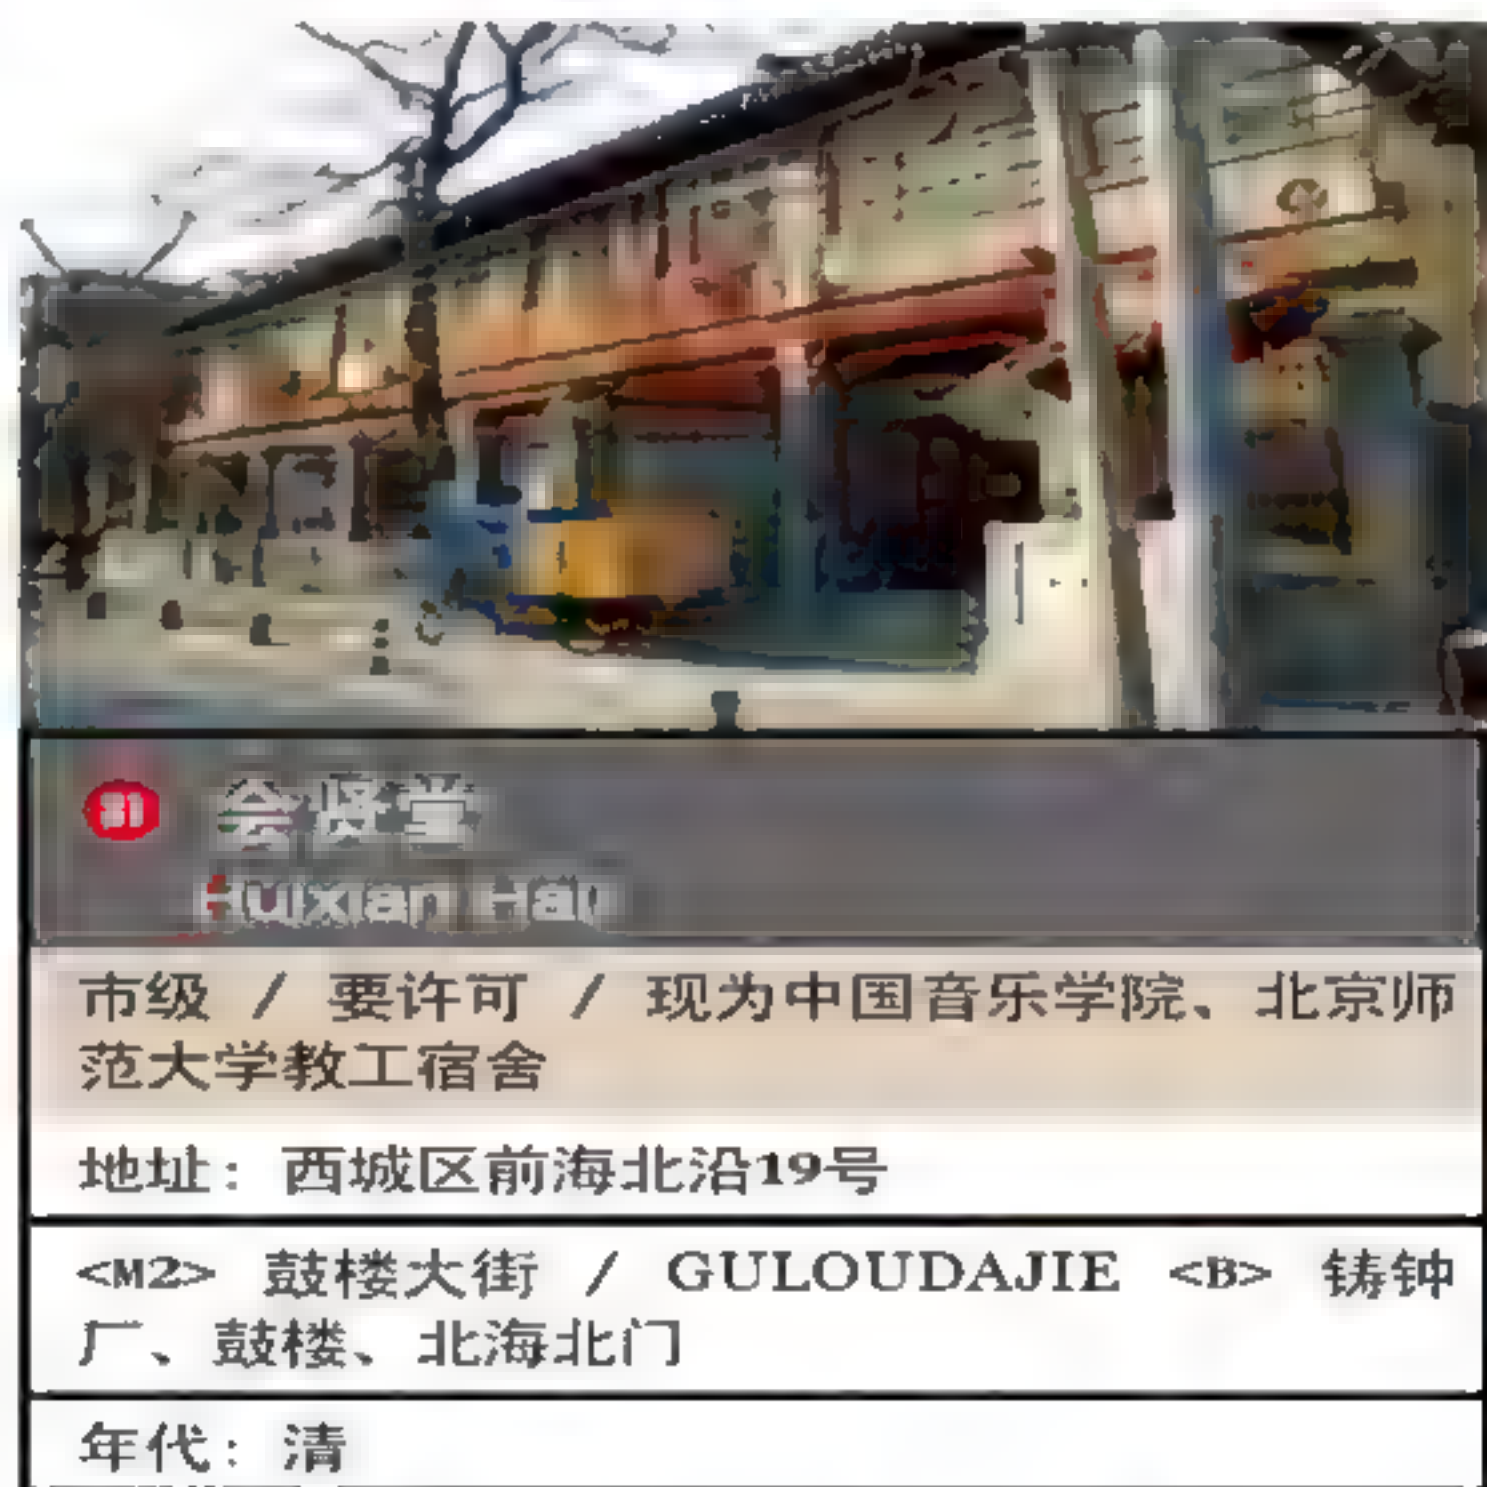 31 会贤堂
Huixian Hall
市级 / 要许可 / 现为中国音乐学院、北京师
范大学教工宿舍
地址: 西城区前海北沿19号
<M2> 鼓楼大街 / GULOUDAJIE <B> 铸钟
厂、鼓楼、北海北门
年代: 清